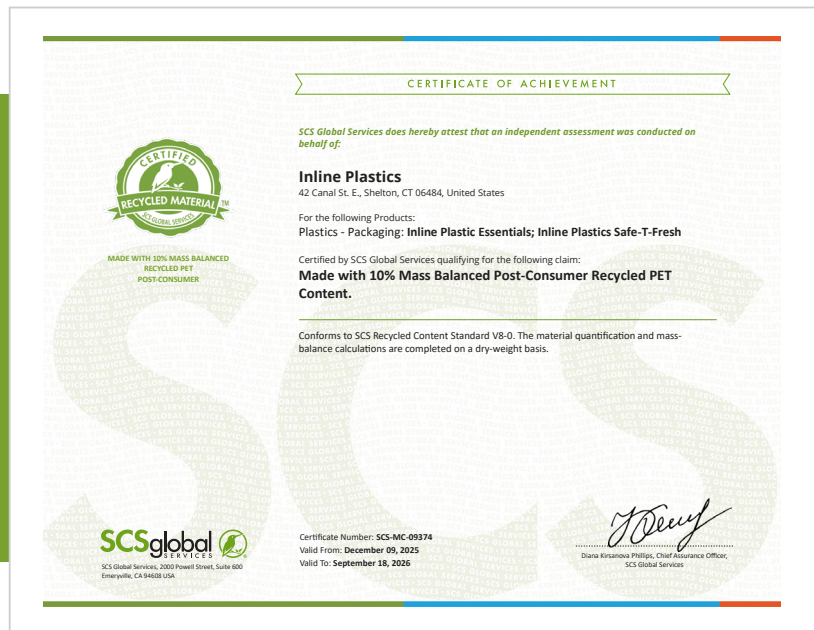 CERTIFICATE OF ACHIEVEMENT
SCS Global Services does hereby attest that an independent assessment was conducted on
behalf of:
CERTIFIED
RECYCLED MATERIAL™
SCS GLOBAL SERVICES
MADE WITH 10% MASS BALANCED
RECYCLED PET
POST-CONSUMER
Inline Plastics
42 Canal St. E., Shelton, CT 06484, United States
For the following Products:
Plastics - Packaging: Inline Plastic Essentials; Inline Plastics Safe-T-Fresh
Certified by SCS Global Services qualifying for the following claim:
Made with 10% Mass Balanced Post-Consumer Recycled PET
Content.
Conforms to SCS Recycled Content Standard V8-0. The material quantification and mass-
balance calculations are completed on a dry-weight basis.
SCSglobal
SERVICES
SCS Global Services, 2000 Powell Street, Suite 600
Emeryville, CA 94608 USA
Certificate Number: SCS-MC-09374
Valid From: December 09, 2025
Valid To: September 18, 2026
Diana Kirsanova Phillips, Chief Assurance Officer,
SCS Global Services